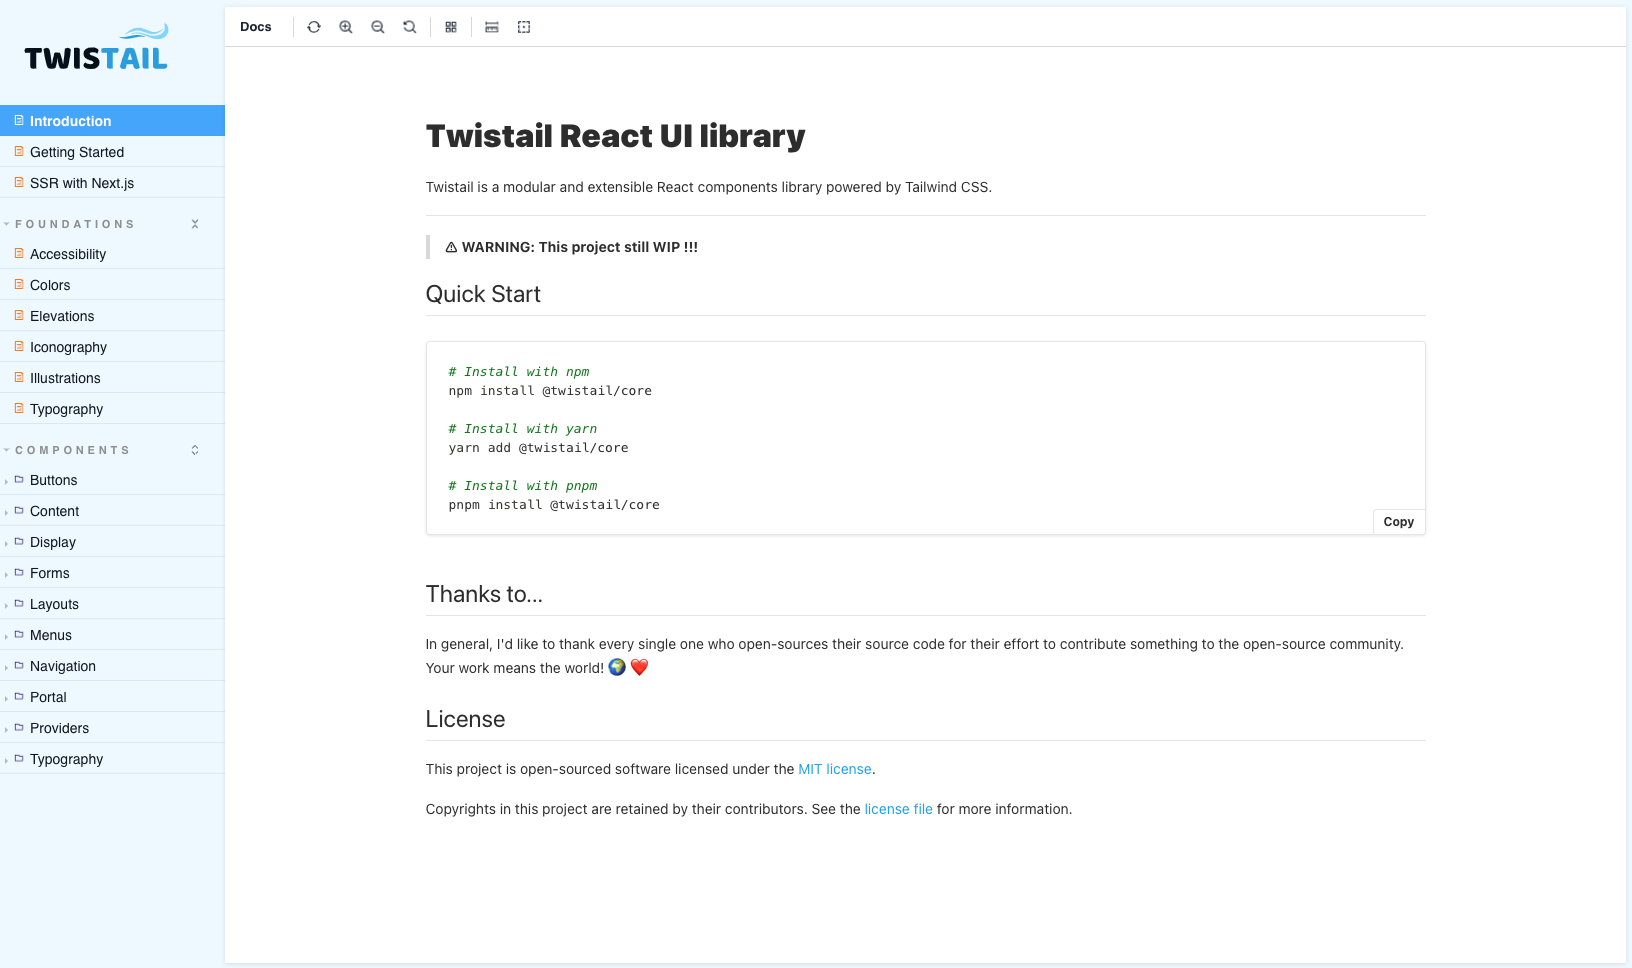 TWISTAIL
Introduction
Getting Started
SSR with Next.js
FOUNDATIONS
Accessibility
Colors
Elevations
Iconography
Illustrations
Typography
COMPONENTS
Buttons
Content
Display
Forms
Layouts
Menus
Navigation
Portal
Providers
Typography
Docs
Twistail React UI library
Twistail is a modular and extensible React components library powered by Tailwind CSS.
⚠ WARNING: This project still WIP !!!
Quick Start
# Install with npm
npm install @twistail/core
# Install with yarn
yarn add @twistail/core
# Install with pnpm
pnpm install @twistail/core
Copy
Thanks to...
In general, I'd like to thank every single one who open-sources their source code for their effort to contribute something to the open-source community.
Your work means the world! 🌍 ❤️
License
This project is open-sourced software licensed under the MIT license.
Copyrights in this project are retained by their contributors. See the license file for more information.